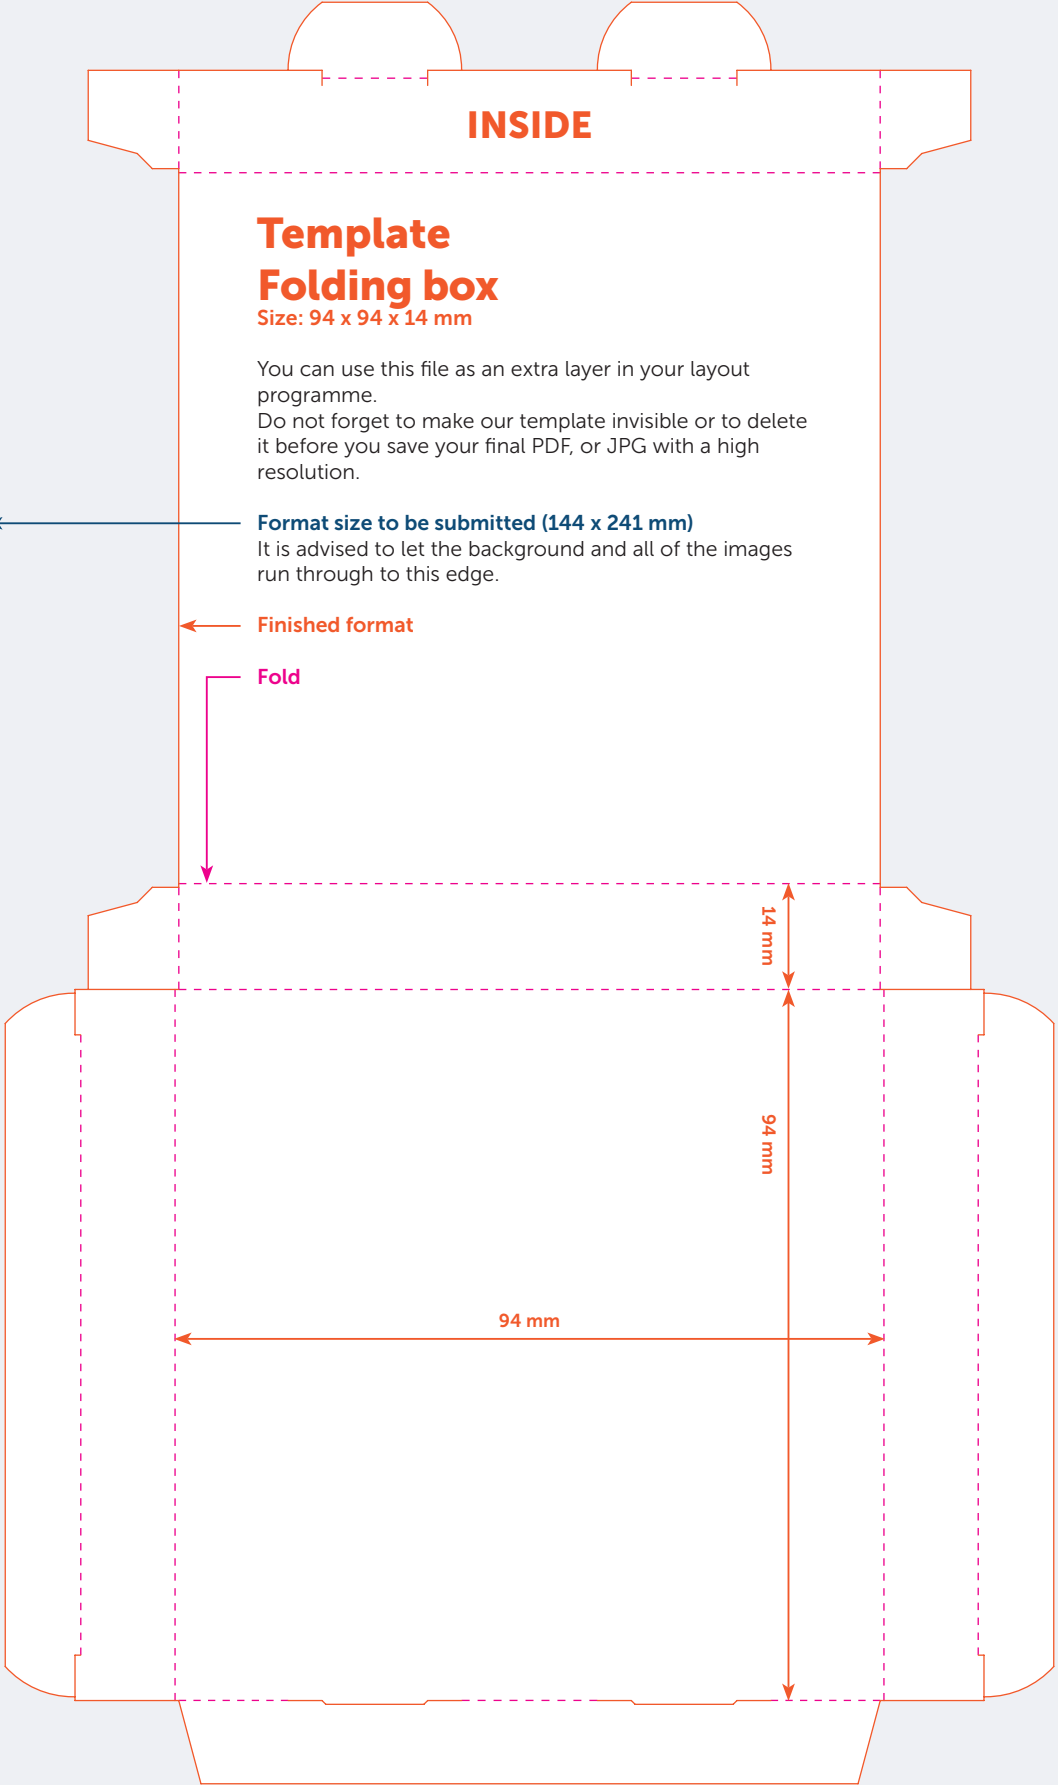 INSIDE
Template
Folding box
Size: 94 x 94 x 14 mm
You can use this file as an extra layer in your layout
programme.
Do not forget to make our template invisible or to delete
it before you save your final PDF, or JPG with a high
resolution.
Format size to be submitted (144 x 241 mm)
It is advised to let the background and all of the images
run through to this edge.
Finished format
Fold
14 mm
94 mm
94 mm